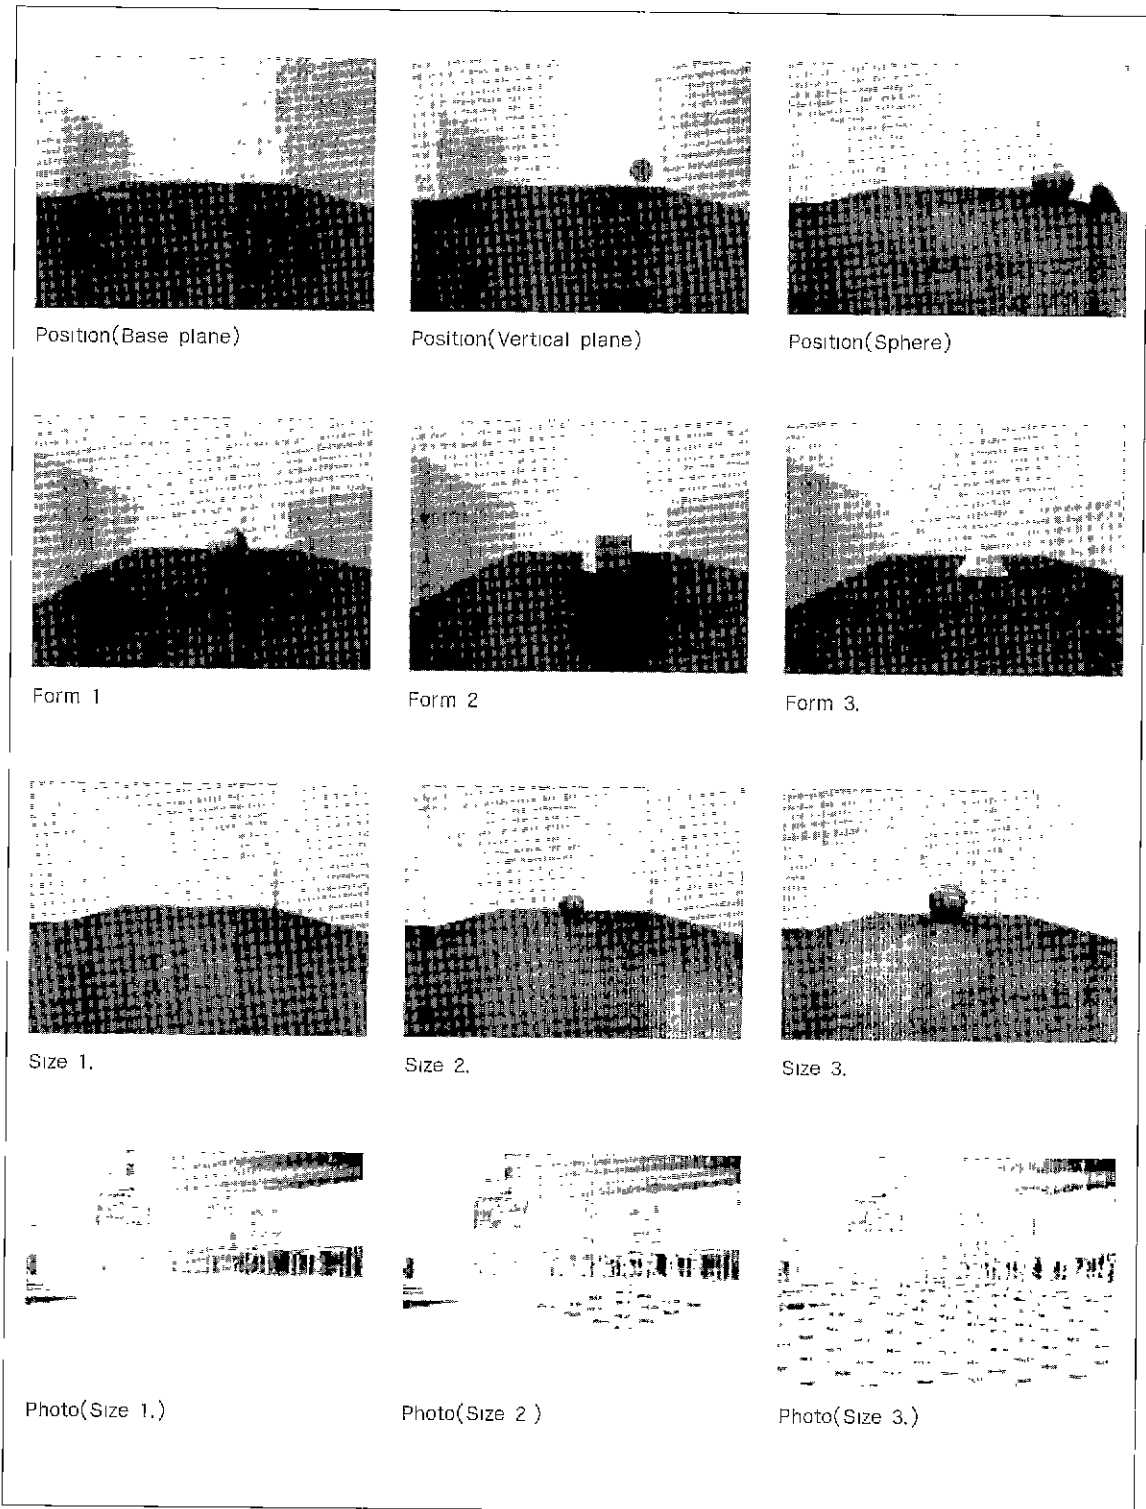 Position(Base plane)
Position(Vertical plane)
Position(Sphere)
Form 1
Form 2
Form 3.
Size 1.
Size 2.
Size 3.
Photo(Size 1.)
Photo(Size 2 )
Photo(Size 3.)